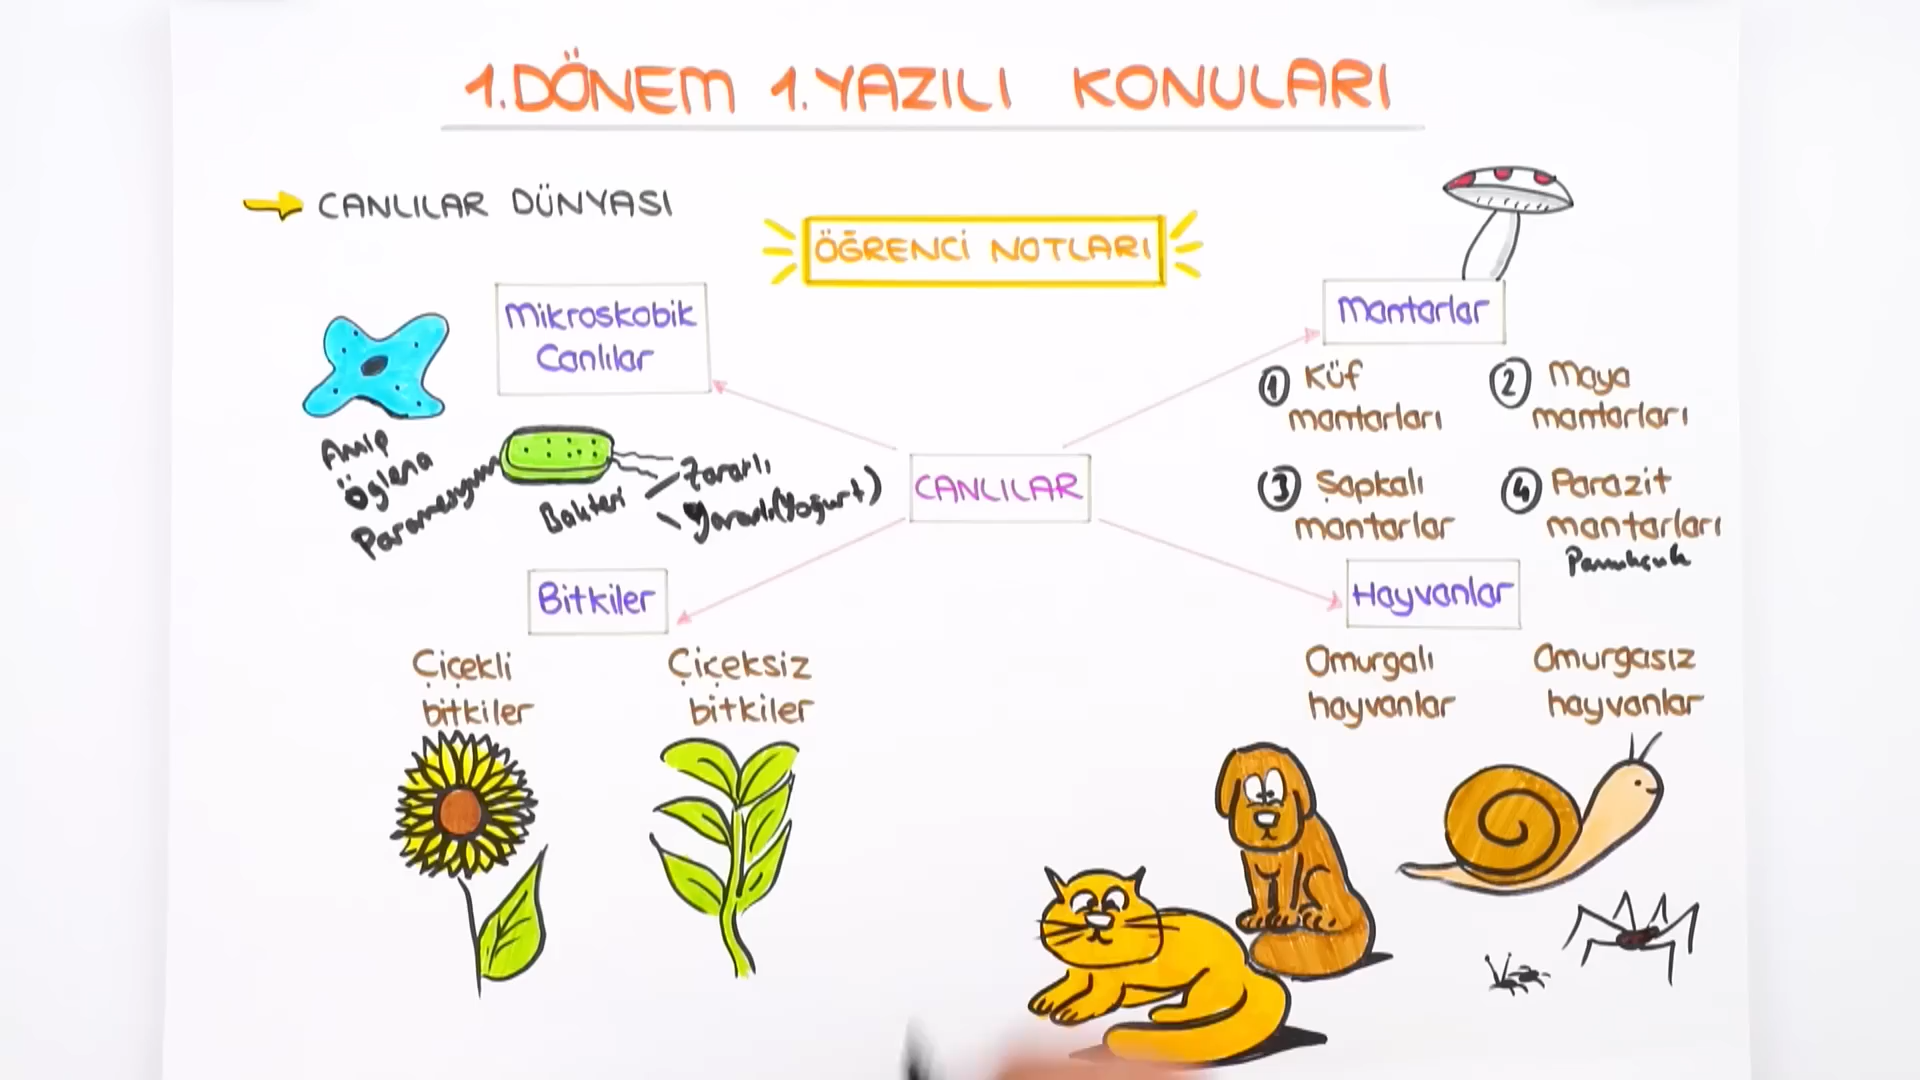 1.DÖNEM 1.YAZILI KONULARI
CANLILAR DÜNYASI
ÖĞRENCİ NOTLARI
Mikroskobik
Canlılar
Amip
Öglena
Paramesyum
Bakteri
Zararlı
Yararlı(Yoğurt)
CANLILAR
Mantarlar
1 Küf
mantarları
2 Maya
mantarları
3 Şapkalı
mantarlar
4 Parazit
mantarları
Pamukçuk
Bitkiler
Çiçekli
bitkiler
Çiçeksiz
bitkiler
Hayvanlar
Omurgalı
hayvanlar
Omurgasız
hayvanlar